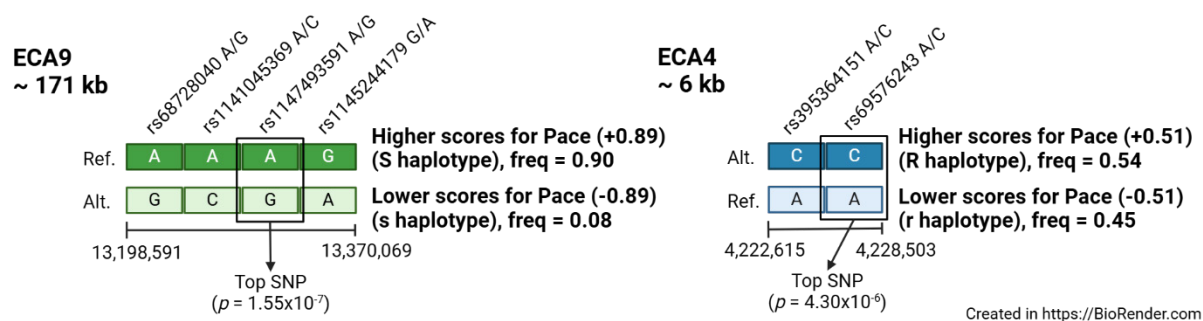 ECA9
~ 171 kb
rs68728040 A/G
rs1141045369 A/C
rs1147493591 A/G
rs1145244179 G/A
Ref. A A A G
Higher scores for Pace (+0.89)
(S haplotype), freq = 0.90
Alt. G C G A
Lower scores for Pace (-0.89)
(s haplotype), freq = 0.08
13,198,591 13,370,069
Top SNP
(p = 1.55x10⁻⁷)
ECA4
~ 6 kb
rs395364151 A/C
rs69576243 A/C
Alt. C C
Higher scores for Pace (+0.51)
(R haplotype), freq = 0.54
Ref. A A
Lower scores for Pace (-0.51)
(r haplotype), freq = 0.45
4,222,615 4,228,503
Top SNP
(p = 4.30x10⁻⁶)
Created in https://BioRender.com